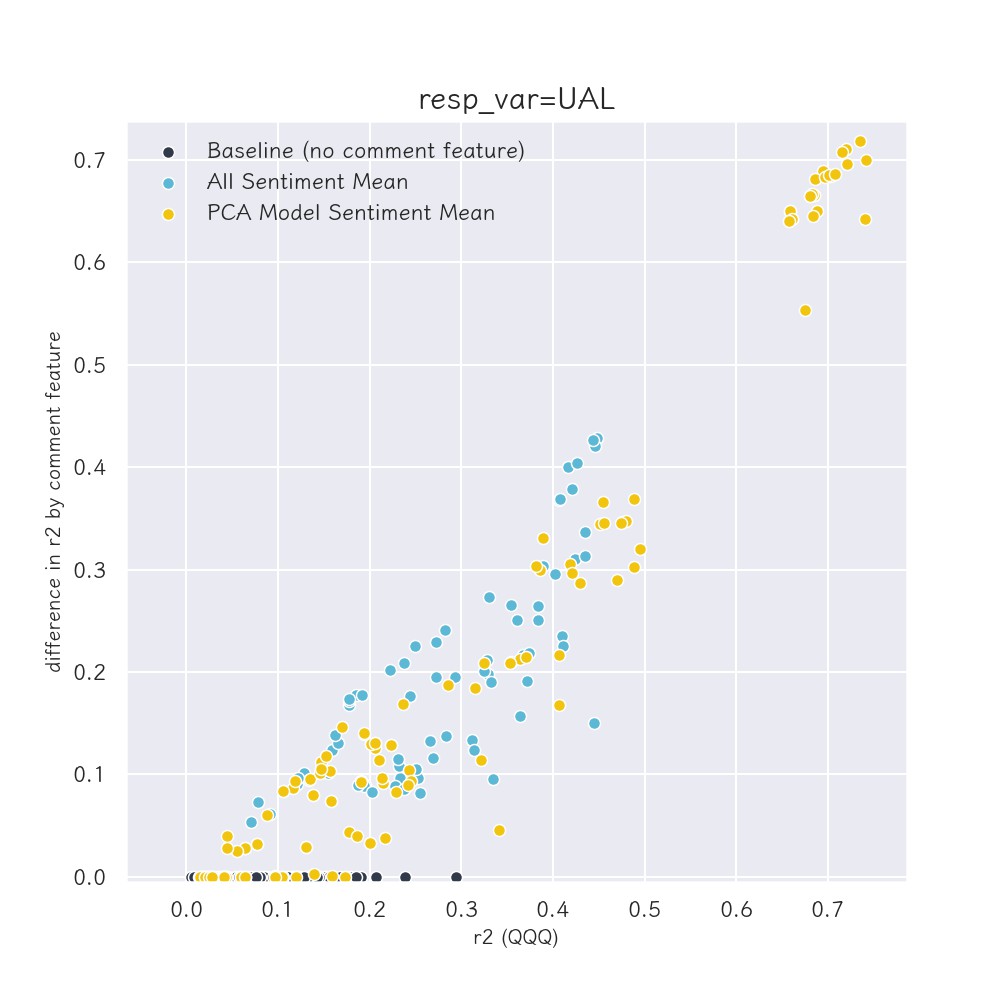 resp_var=UAL
Baseline (no comment feature)
All Sentiment Mean
PCA Model Sentiment Mean
difference in r2 by comment feature
0.7
0.6
0.5
0.4
0.3
0.2
0.1
0.0
0.0 0.1 0.2 0.3 0.4 0.5 0.6 0.7
r2 (QQQ)